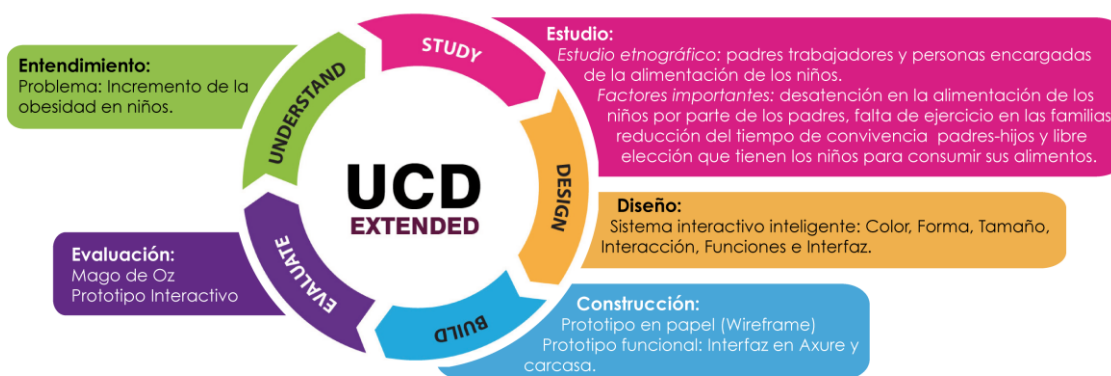 Entendimiento:
Problema: Incremento de la
obesidad en niños.
UNDERSTAND
STUDY
Estudio:
Estudio etnográfico: padres trabajadores y personas encargadas
de la alimentación de los niños.
Factores importantes: desatención en la alimentación de los
niños por parte de los padres, falta de ejercicio en las familias
reducción del tiempo de convivencia padres-hijos y libre
elección que tienen los niños para consumir sus alimentos.
UCD
EXTENDED
DESIGN
Diseño:
Sistema interactivo inteligente: Color, Forma, Tamaño,
Interacción, Funciones e Interfaz.
Evaluación:
Mago de Oz
Prototipo Interactivo
EVALUATE
BUILD
Construcción:
Prototipo en papel (Wireframe)
Prototipo funcional: Interfaz en Axure y
carcasa.